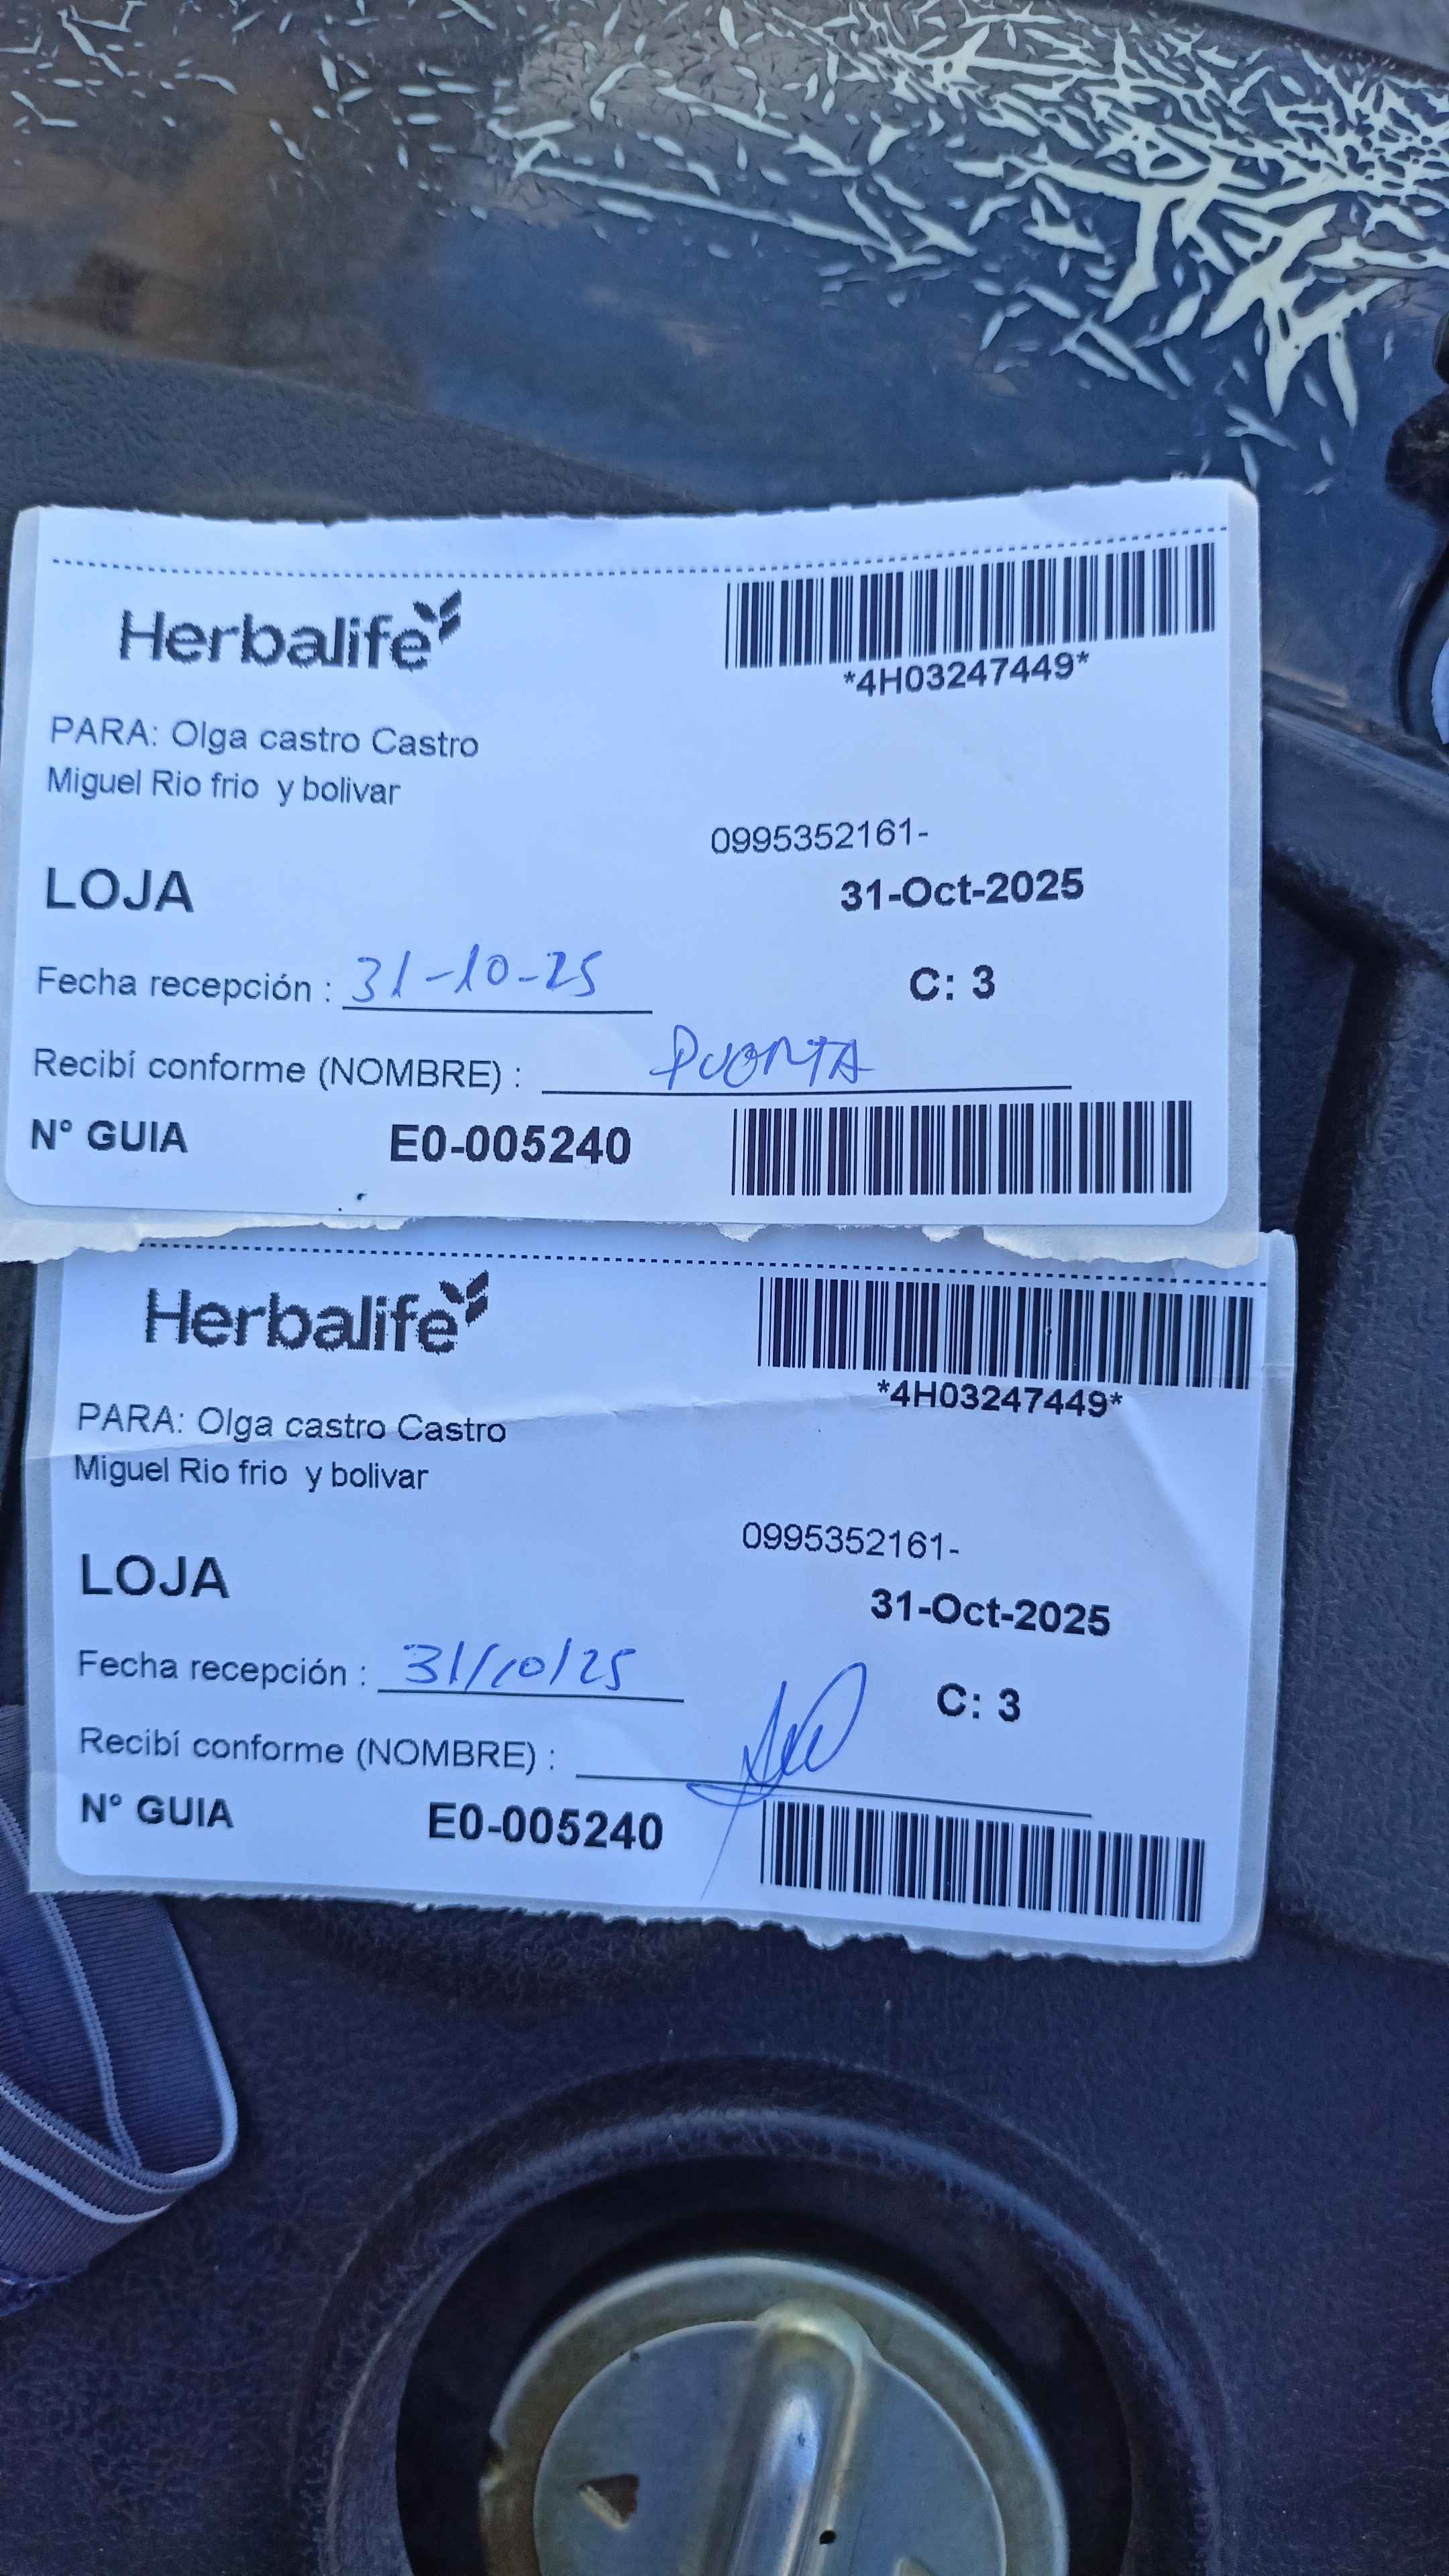 Herbalife
*4H03247449*
PARA: Olga castro Castro
Miguel Rio frio y bolivar
0995352161-
LOJA
31-Oct-2025
Fecha recepción : 31-10-25
C: 3
Recibí conforme (NOMBRE) : PUERTA
N° GUIA E0-005240
Herbalife
*4H03247449*
PARA: Olga castro Castro
Miguel Rio frio y bolivar
0995352161-
LOJA
31-Oct-2025
Fecha recepción : 31/10/25
C: 3
Recibí conforme (NOMBRE) :
N° GUIA E0-005240